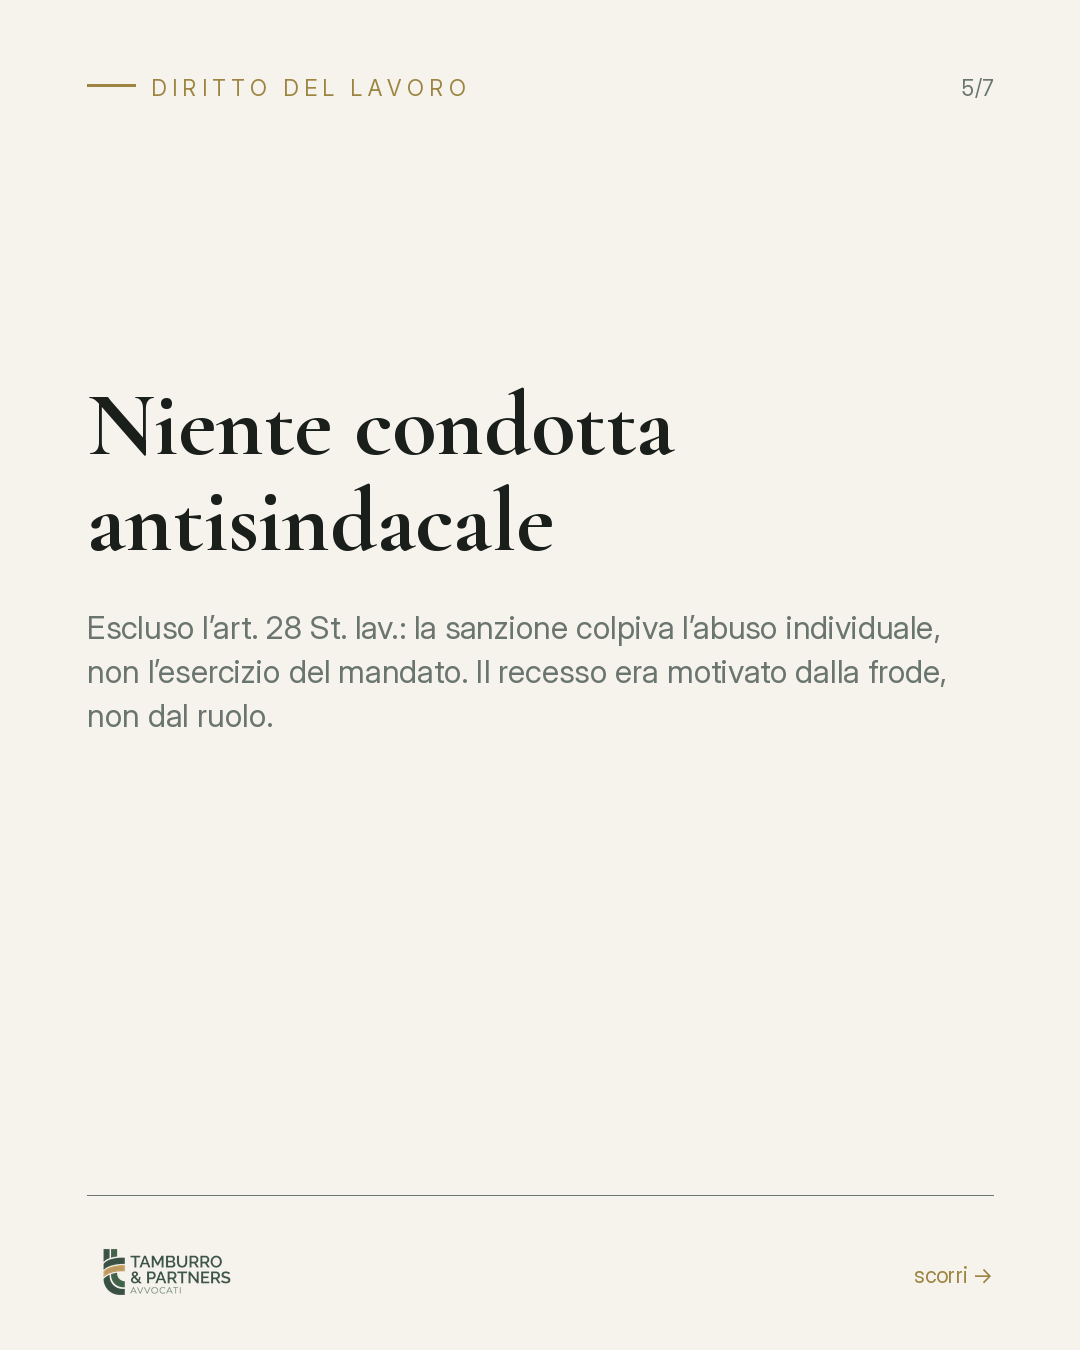 DIRITTO DEL LAVORO
5/7
Niente condotta
antisindacale
Escluso l’art. 28 St. lav.: la sanzione colpiva l’abuso individuale,
non l’esercizio del mandato. Il recesso era motivato dalla frode,
non dal ruolo.
TAMBURRO
& PARTNERS
AVVOCATI
scorri →